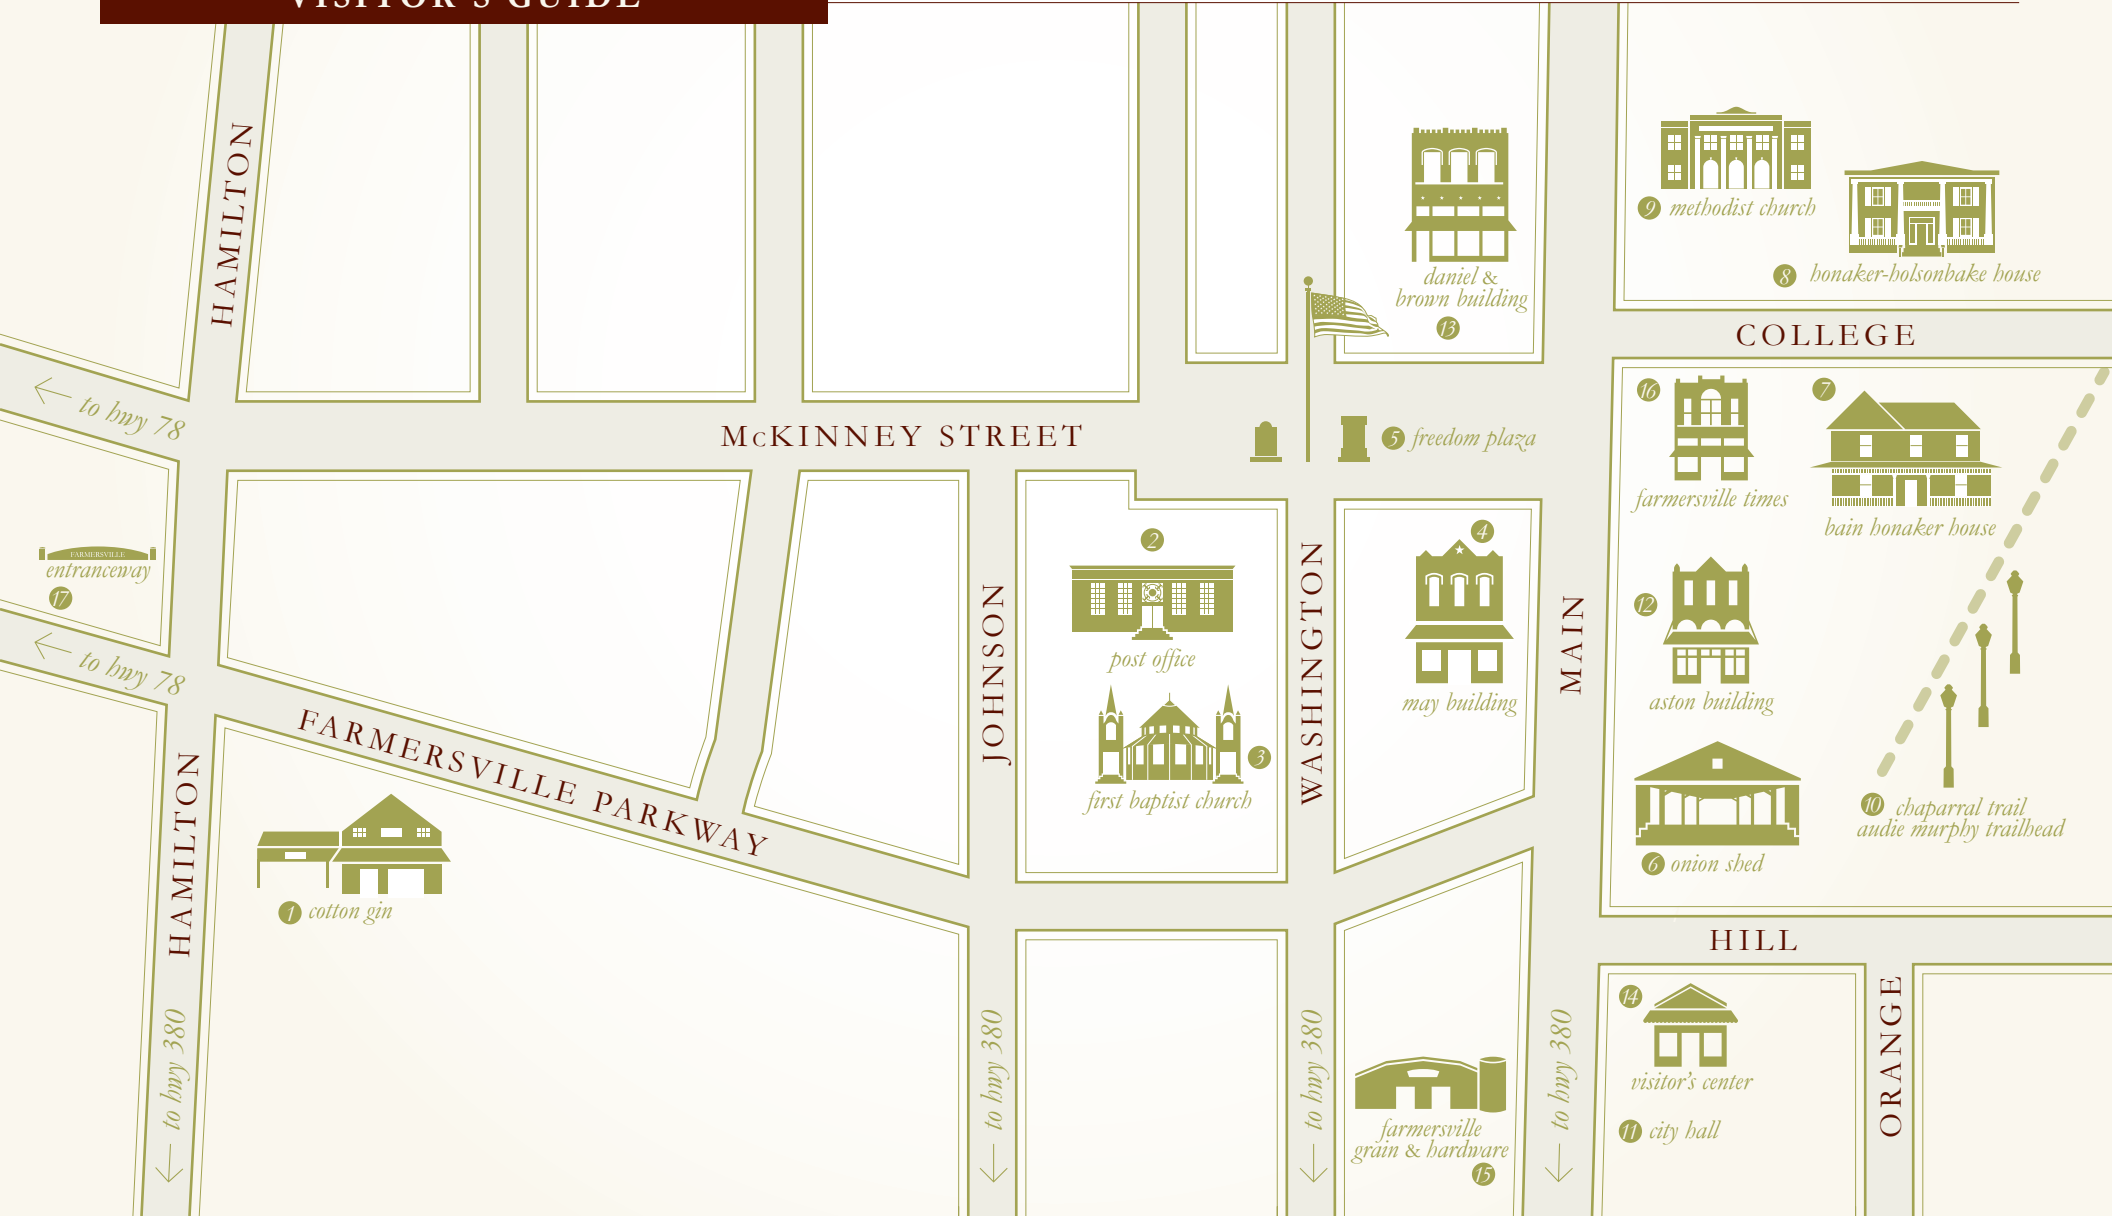 VISITOR'S GUIDE
HAMILTON
9 methodist church
8 honaker-holsonbake house
daniel &
brown building
13
COLLEGE
← to hwy 78
McKINNEY STREET
5 freedom plaza
16
farmersville times
7
bain honaker house
FARMERSVILLE
entranceway
17
← to hwy 78
2
post office
4
may building
JOHNSON
WASHINGTON
MAIN
12
aston building
FARMERSVILLE PARKWAY
3
first baptist church
10 chaparral trail
audie murphy trailhead
6 onion shed
HAMILTON
1 cotton gin
HILL
14
visitor's center
11 city hall
ORANGE
← to hwy 380
← to hwy 380
← to hwy 380
← to hwy 380
farmersville
grain & hardware
15